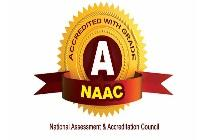 ACCREDITED WITH GRADE
A
NAAC
National Assessment & Accreditation Council